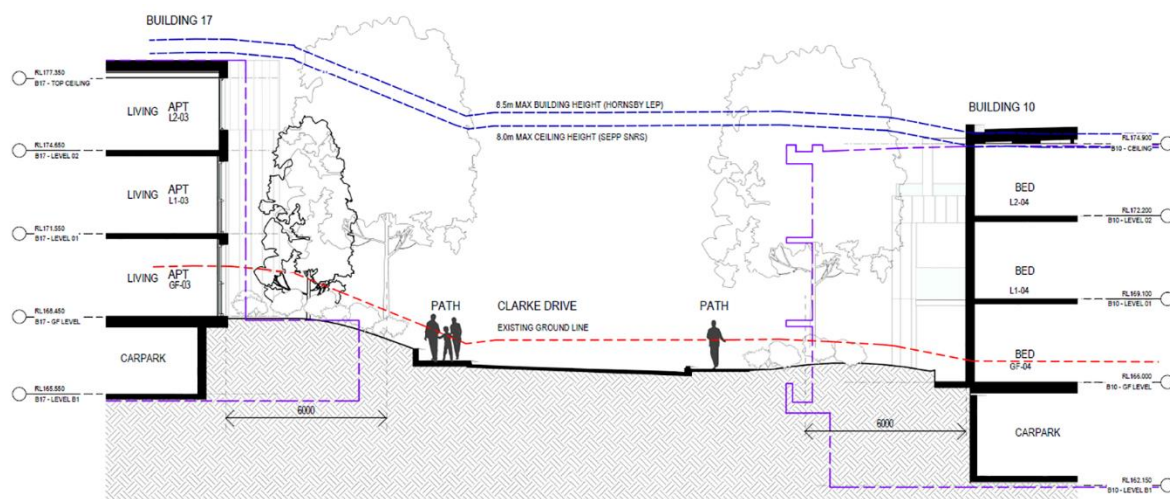 BUILDING 17
RL177.350
B17 - TOP CEILING
LIVING APT
L2-03
RL174.650
B17 - LEVEL 02
LIVING APT
L1-03
RL171.550
B17 - LEVEL 01
LIVING APT
GF-03
RL168.450
B17 - GF LEVEL
CARPARK
RL165.550
B17 - LEVEL B1
6000
8.5m MAX BUILDING HEIGHT (HORNSBY LEP)
8.0m MAX CEILING HEIGHT (SEPP SNRS)
PATH
CLARKE DRIVE
PATH
EXISTING GROUND LINE
BUILDING 10
RL174.900
B10 - CEILING
BED
L2-04
RL172.200
B10 - LEVEL 02
BED
L1-04
RL169.100
B10 - LEVEL 01
BED
GF-04
RL166.000
B10 - GF LEVEL
6000
CARPARK
RL162.150
B10 - LEVEL B1